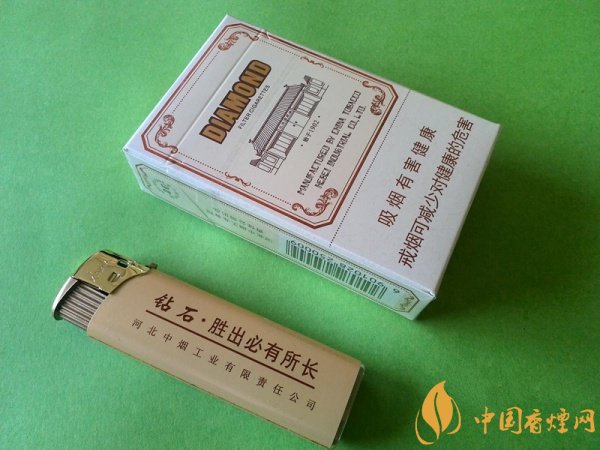 DIAMOND
FILTER CIGARETTES
MANUFACTURED BY CHINA TOBACCO
HEBEI INDUSTRIAL CO.,LTD.
吸烟有害健康
戒烟可减少对健康的危害
钻石·胜出必有所长
河北中烟工业有限责任公司
中国香烟网